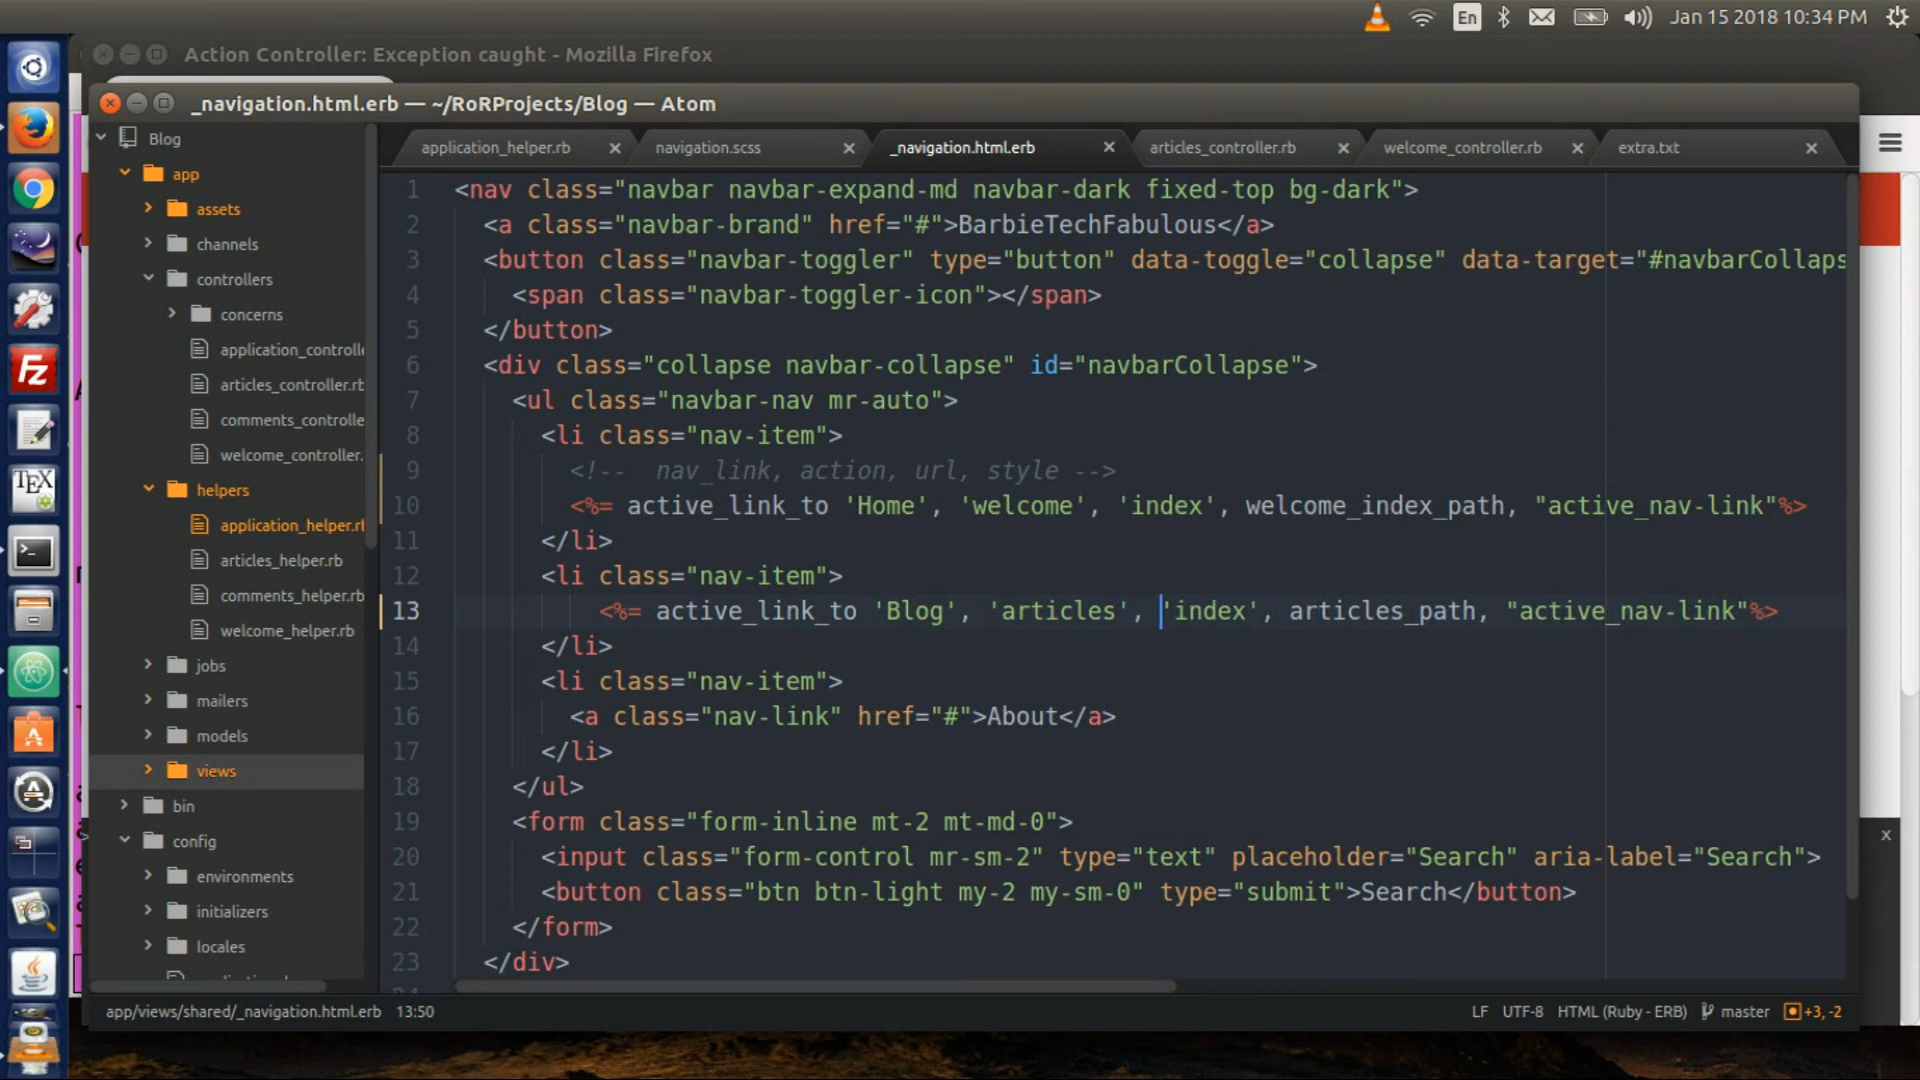 En
Jan 15 2018 10:34 PM
Action Controller: Exception caught - Mozilla Firefox
_navigation.html.erb — ~/RoRProjects/Blog — Atom
Blog
app
assets
channels
controllers
concerns
application_controlle
articles_controller.rb
comments_controlle
welcome_controller.
helpers
application_helper.rb
articles_helper.rb
comments_helper.rb
welcome_helper.rb
jobs
mailers
models
views
bin
config
environments
initializers
locales
application_helper.rb
navigation.scss
_navigation.html.erb
articles_controller.rb
welcome_controller.rb
extra.txt
1 <nav class="navbar navbar-expand-md navbar-dark fixed-top bg-dark">
2 <a class="navbar-brand" href="#">BarbieTechFabulous</a>
3 <button class="navbar-toggler" type="button" data-toggle="collapse" data-target="#navbarCollaps
4 <span class="navbar-toggler-icon"></span>
5 </button>
6 <div class="collapse navbar-collapse" id="navbarCollapse">
7 <ul class="navbar-nav mr-auto">
8 <li class="nav-item">
9 <!-- nav_link, action, url, style -->
10 <%= active_link_to 'Home', 'welcome', 'index', welcome_index_path, "active_nav-link"%>
11 </li>
12 <li class="nav-item">
13 <%= active_link_to 'Blog', 'articles', 'index', articles_path, "active_nav-link"%>
14 </li>
15 <li class="nav-item">
16 <a class="nav-link" href="#">About</a>
17 </li>
18 </ul>
19 <form class="form-inline mt-2 mt-md-0">
20 <input class="form-control mr-sm-2" type="text" placeholder="Search" aria-label="Search">
21 <button class="btn btn-light my-2 my-sm-0" type="submit">Search</button>
22 </form>
23 </div>
app/views/shared/_navigation.html.erb 13:50
LF UTF-8 HTML (Ruby - ERB) master +3, -2
Fz
TEX